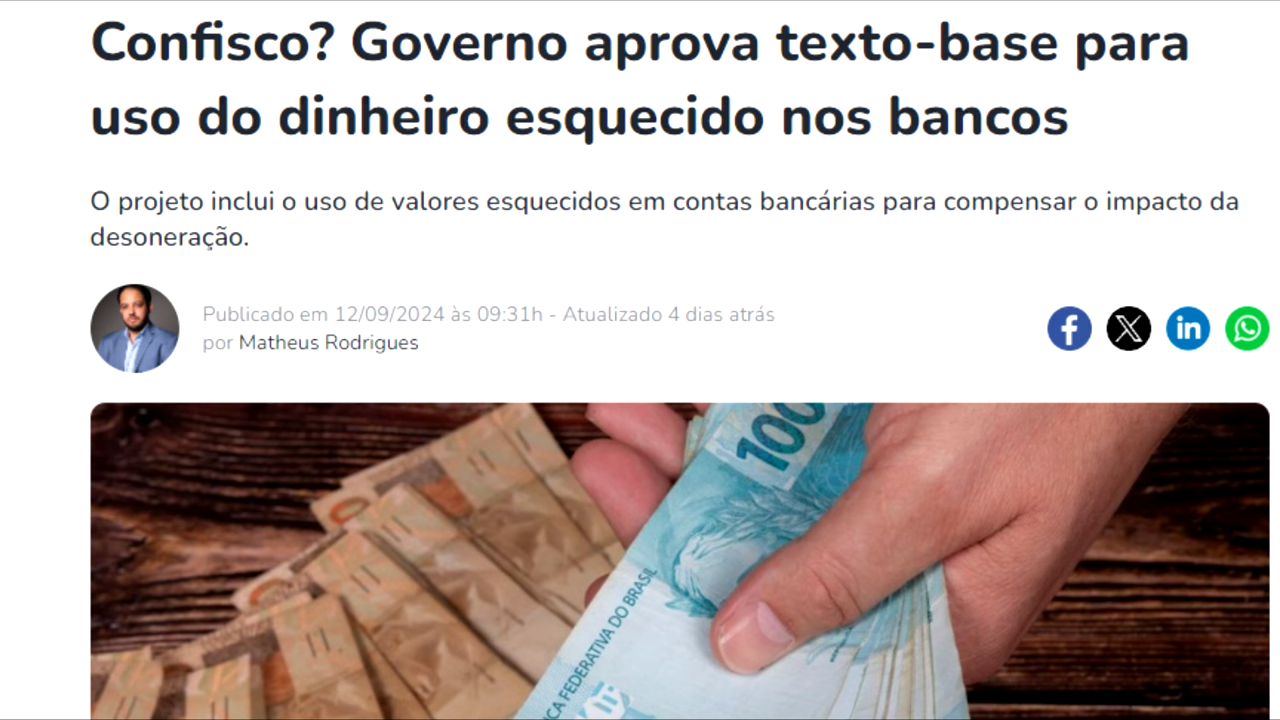 Confisco? Governo aprova texto-base para
uso do dinheiro esquecido nos bancos
O projeto inclui o uso de valores esquecidos em contas bancárias para compensar o impacto da
desoneração.
Publicado em 12/09/2024 às 09:31h - Atualizado 4 dias atrás
por Matheus Rodrigues
100
ICA FEDERATIVA DO BRASIL